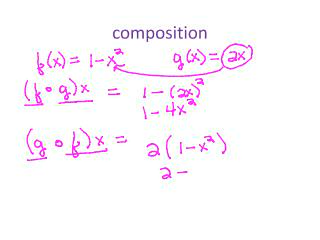 composition
f(x) = 1-x² g(x) = 2x
(f ∘ g)x = 1-(2x)²
1-4x²
(g ∘ f)x = 2(1-x²)
2-